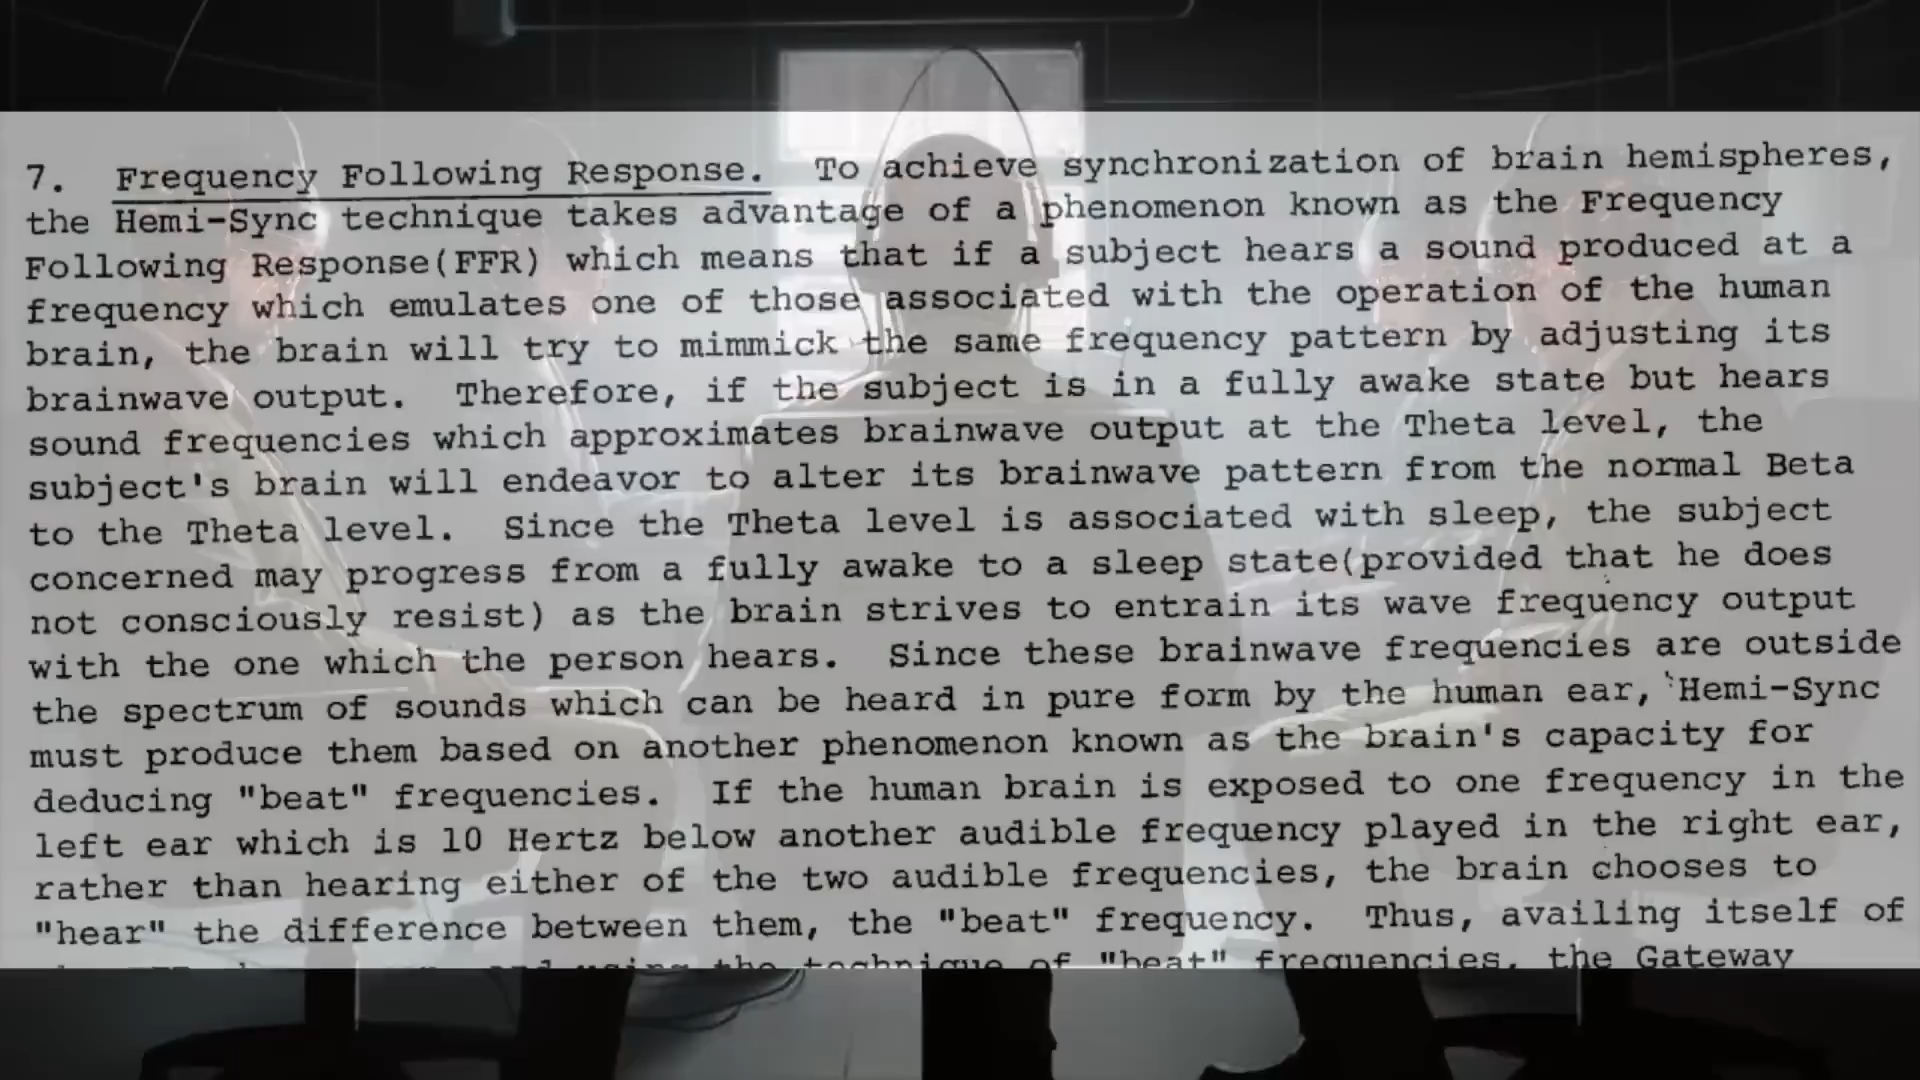 7. Frequency Following Response. To achieve synchronization of brain hemispheres,
the Hemi-Sync technique takes advantage of a phenomenon known as the Frequency
Following Response(FFR) which means that if a subject hears a sound produced at a
frequency which emulates one of those associated with the operation of the human
brain, the brain will try to mimmick the same frequency pattern by adjusting its
brainwave output. Therefore, if the subject is in a fully awake state but hears
sound frequencies which approximates brainwave output at the Theta level, the
subject's brain will endeavor to alter its brainwave pattern from the normal Beta
to the Theta level. Since the Theta level is associated with sleep, the subject
concerned may progress from a fully awake to a sleep state(provided that he does
not consciously resist) as the brain strives to entrain its wave frequency output
with the one which the person hears. Since these brainwave frequencies are outside
the spectrum of sounds which can be heard in pure form by the human ear, Hemi-Sync
must produce them based on another phenomenon known as the brain's capacity for
deducing "beat" frequencies. If the human brain is exposed to one frequency in the
left ear which is 10 Hertz below another audible frequency played in the right ear,
rather than hearing either of the two audible frequencies, the brain chooses to
"hear" the difference between them, the "beat" frequency. Thus, availing itself of
using the technique of "beat" frequencies, the Gateway